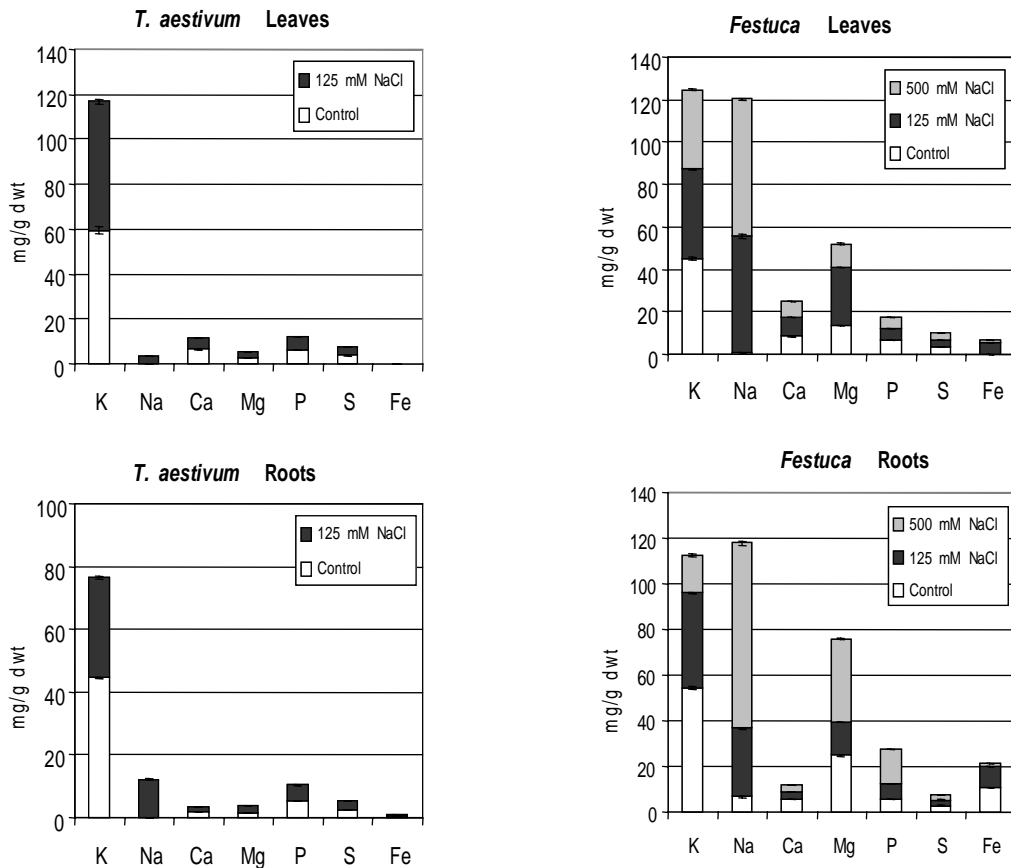 T. aestivum Leaves
140
120
100
80
60
40
20
0
mg/g dwt
125 mM NaCl
Control
K Na Ca Mg P S Fe
Festuca Leaves
140
120
100
80
60
40
20
0
mg/g dwt
500 mM NaCl
125 mM NaCl
Control
K Na Ca Mg P S Fe
T. aestivum Roots
100
80
60
40
20
0
mg/g dwt
125 mM NaCl
Control
K Na Ca Mg P S Fe
Festuca Roots
140
120
100
80
60
40
20
0
mg/g dwt
500 mM NaCl
125 mM NaCl
Control
K Na Ca Mg P S Fe